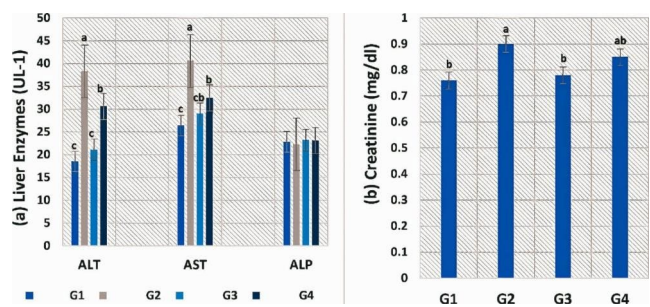 (a) Liver Enzymes (UL-1)
50
45
40
35
30
25
20
15
10
5
0
a
c
c
b
a
c
cb
b
ALT
AST
ALP
G1
G2
G3
G4
(b) Creatinine (mg/dl)
1
0.9
0.8
0.7
0.6
0.5
0.4
0.3
0.2
0.1
0
b
a
b
ab
G1
G2
G3
G4